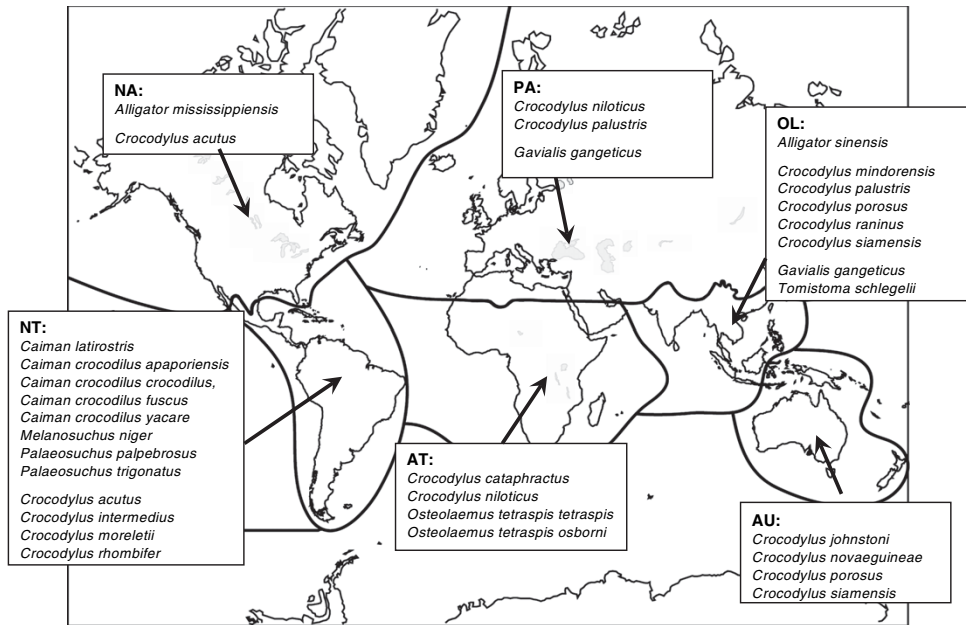 NA:
Alligator mississippiensis
Crocodylus acutus
PA:
Crocodylus niloticus
Crocodylus palustris
Gavialis gangeticus
OL:
Alligator sinensis
Crocodylus mindorensis
Crocodylus palustris
Crocodylus porosus
Crocodylus raninus
Crocodylus siamensis
Gavialis gangeticus
Tomistoma schlegelii
NT:
Caiman latirostris
Caiman crocodilus apaporiensis
Caiman crocodilus crocodilus,
Caiman crocodilus fuscus
Caiman crocodilus yacare
Melanosuchus niger
Palaeosuchus palpebrosus
Palaeosuchus trigonatus
Crocodylus acutus
Crocodylus intermedius
Crocodylus moreletii
Crocodylus rhombifer
AT:
Crocodylus cataphractus
Crocodylus niloticus
Osteolaemus tetraspis tetraspis
Osteolaemus tetraspis osborni
AU:
Crocodylus johnstoni
Crocodylus novaeguineae
Crocodylus porosus
Crocodylus siamensis